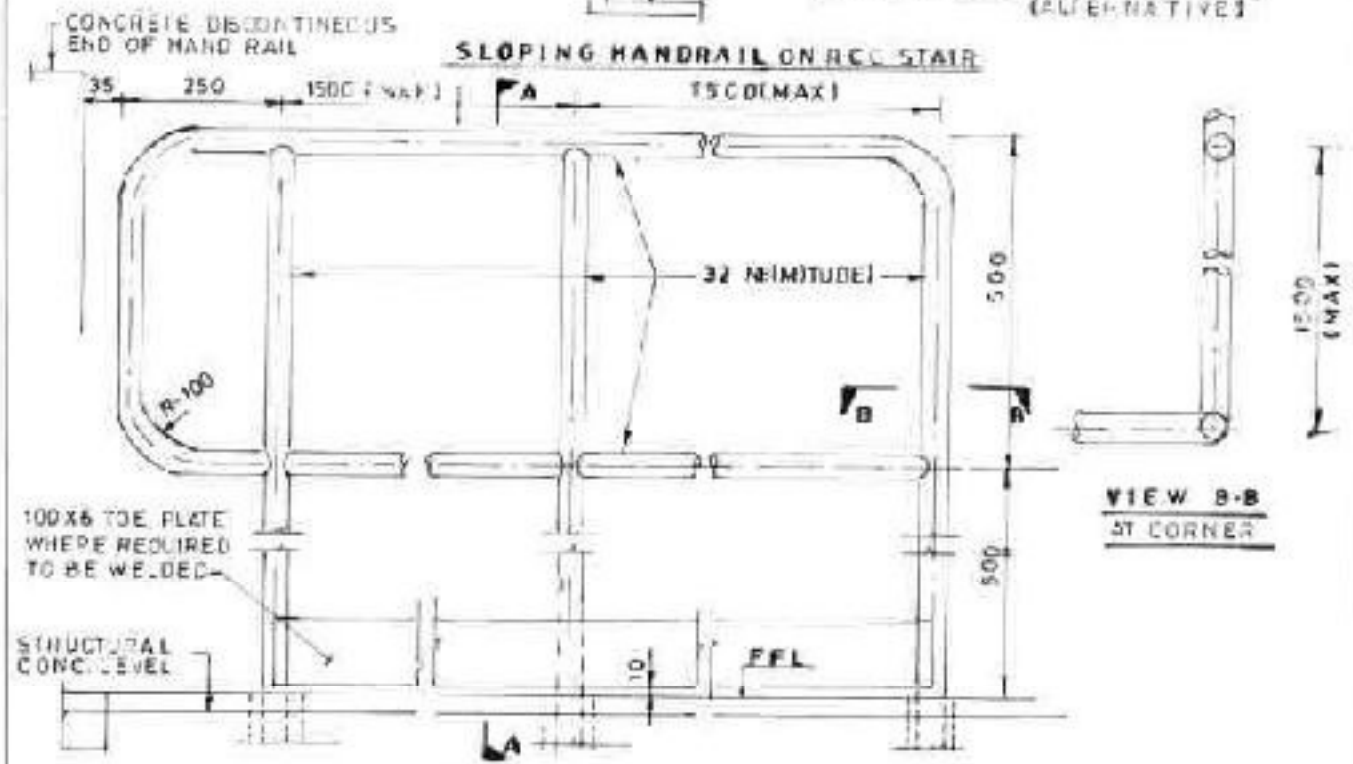 (ALTERNATIVE)
CONCRETE DISCONTINEOUS
END OF HAND RAIL
SLOPING HANDRAIL ON RCC STAIR
35
250
1500 (MAX)
A
1500(MAX)
32 NB(M)TUBE)
500
1500
(MAX)
R-100
B
B
VIEW B-B
AT CORNER
100X6 TOE PLATE
WHERE REQUIRED
TO BE WELDED
500
STRUCTURAL
CONC. LEVEL
10
FFL
A